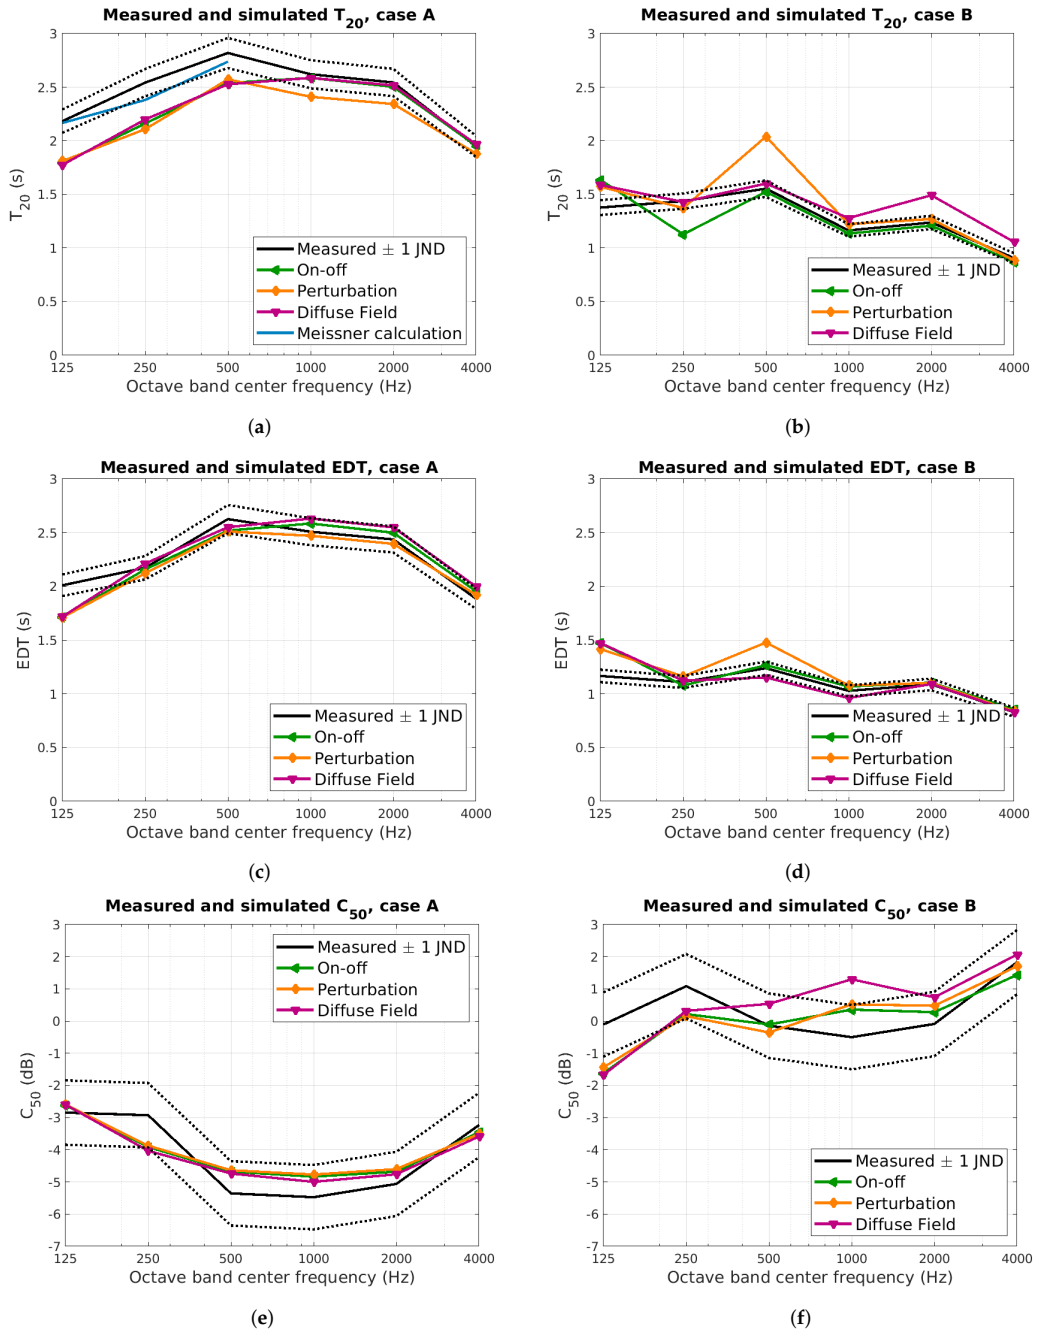 Measured and simulated T20, case A
3
2.5
2
1.5
1
0.5
0
T20 (s)
Measured ± 1 JND
On-off
Perturbation
Diffuse Field
Meissner calculation
125 250 500 1000 2000 4000
Octave band center frequency (Hz)
(a)
Measured and simulated T20, case B
3
2.5
2
1.5
1
0.5
0
T20 (s)
Measured ± 1 JND
On-off
Perturbation
Diffuse Field
125 250 500 1000 2000 4000
Octave band center frequency (Hz)
(b)
Measured and simulated EDT, case A
3
2.5
2
1.5
1
0.5
0
EDT (s)
Measured ± 1 JND
On-off
Perturbation
Diffuse Field
125 250 500 1000 2000 4000
Octave band center frequency (Hz)
(c)
Measured and simulated EDT, case B
3
2.5
2
1.5
1
0.5
0
EDT (s)
Measured ± 1 JND
On-off
Perturbation
Diffuse Field
125 250 500 1000 2000 4000
Octave band center frequency (Hz)
(d)
Measured and simulated C50, case A
3
2
1
0
-1
-2
-3
-4
-5
-6
-7
C50 (dB)
Measured ± 1 JND
On-off
Perturbation
Diffuse Field
125 250 500 1000 2000 4000
Octave band center frequency (Hz)
(e)
Measured and simulated C50, case B
3
2
1
0
-1
-2
-3
-4
-5
-6
-7
C50 (dB)
Measured ± 1 JND
On-off
Perturbation
Diffuse Field
125 250 500 1000 2000 4000
Octave band center frequency (Hz)
(f)